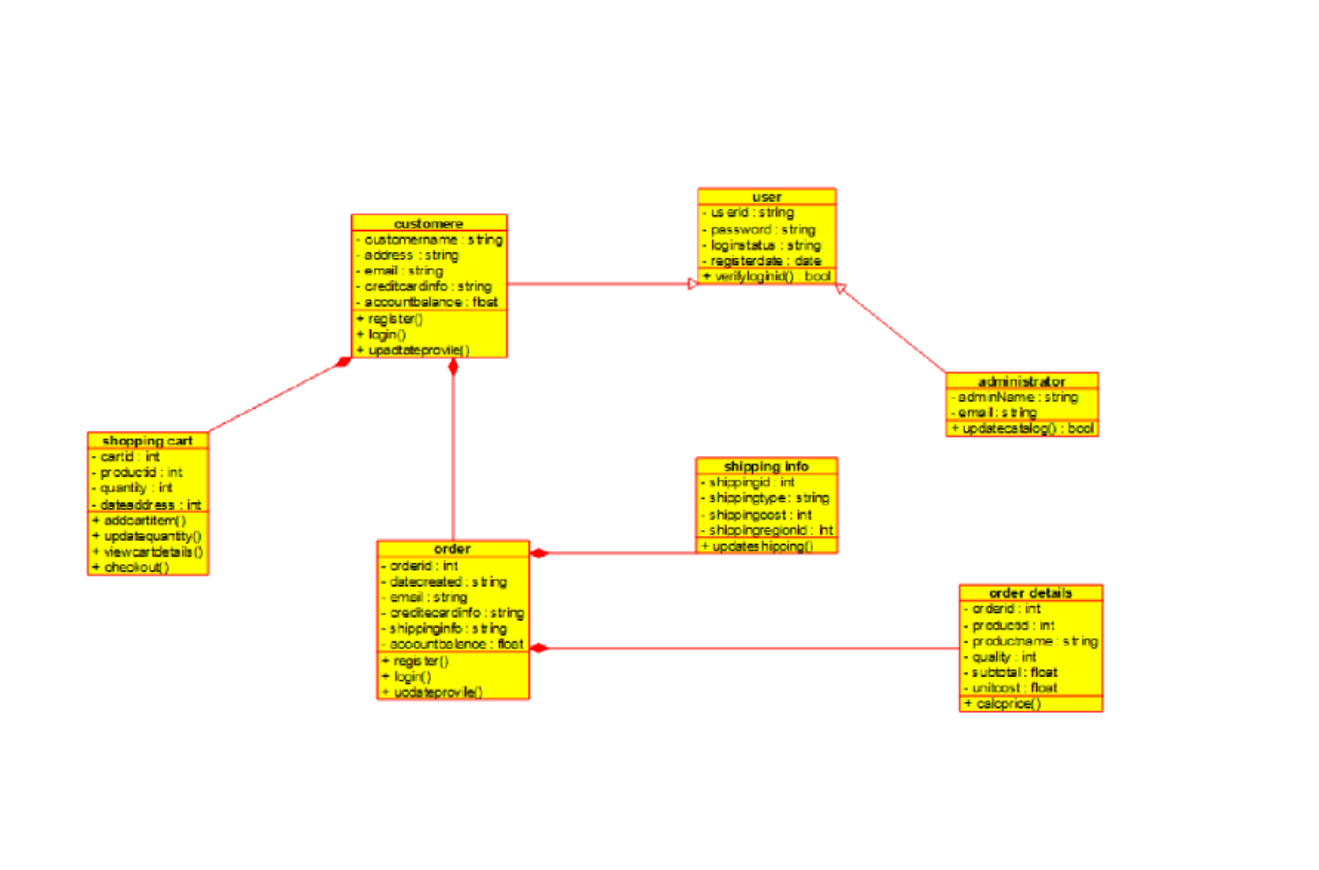 user
- userid : string
- password : string
- loginstatus : string
- registerdate : date
+ verifyloginid() : bool
customere
- customername : string
- address : string
- email : string
- creditcardinfo : string
- accountbalance : float
+ register()
+ login()
+ upadtateprovile()
administrator
- adminName : string
- email : string
+ updatecatalog() : bool
shopping cart
- cartid : int
- productid : int
- quantity : int
- dateaddress : int
+ addcartitem()
+ updatequantity()
+ viewcartdetails()
+ checkout()
shipping info
- shippingid : int
- shippingtype : string
- shippingcost : int
- shippingregionid : int
+ updateshipping()
order
- orderid : int
- datecreated : string
- email : string
- creditecardinfo : string
- shippinginfo : string
- accountbalance : float
+ register()
+ login()
+ uodateprovile()
order details
- orderid : int
- productid : int
- productname : string
- quality : int
- subtotal : float
- unitcost : float
+ calcprice()